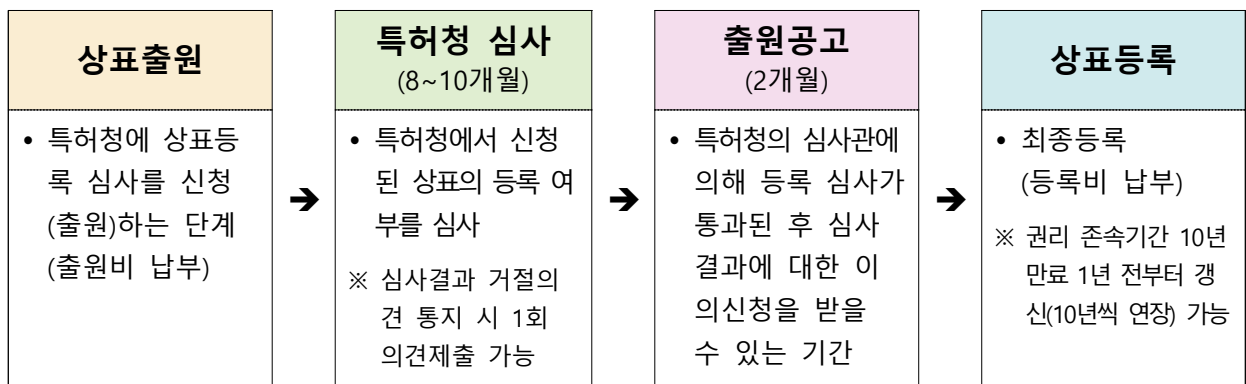 상표출원
• 특허청에 상표등
록 심사를 신청
(출원)하는 단계
(출원비 납부)
➔
특허청 심사
(8~10개월)
• 특허청에서 신청
된 상표의 등록 여
부를 심사
※ 심사결과 거절의
견 통지 시 1회
의견제출 가능
➔
출원공고
(2개월)
• 특허청의 심사관에
의해 등록 심사가
통과된 후 심사
결과에 대한 이
의신청을 받을
수 있는 기간
➔
상표등록
• 최종등록
(등록비 납부)
※ 권리 존속기간 10년
만료 1년 전부터 갱
신(10년씩 연장) 가능